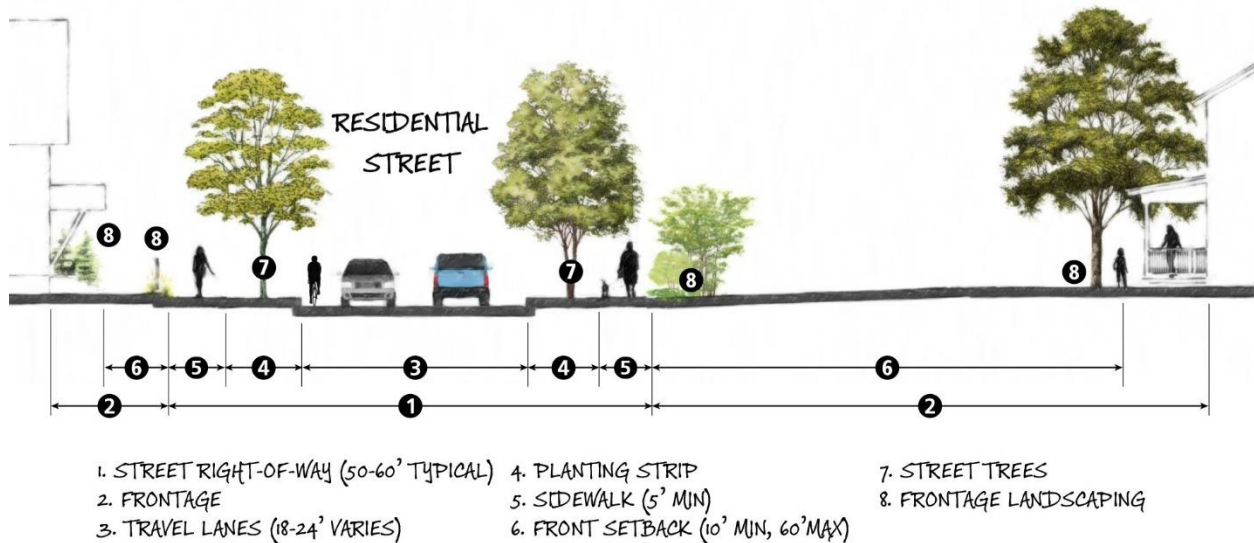 RESIDENTIAL
STREET
8
8
7
7
8
8
6
5
4
3
4
5
6
2
1
2
1. STREET RIGHT-OF-WAY (50-60' TYPICAL)
2. FRONTAGE
3. TRAVEL LANES (18-24' VARIES)
4. PLANTING STRIP
5. SIDEWALK (5' MIN)
6. FRONT SETBACK (10' MIN, 60'MAX)
7. STREET TREES
8. FRONTAGE LANDSCAPING